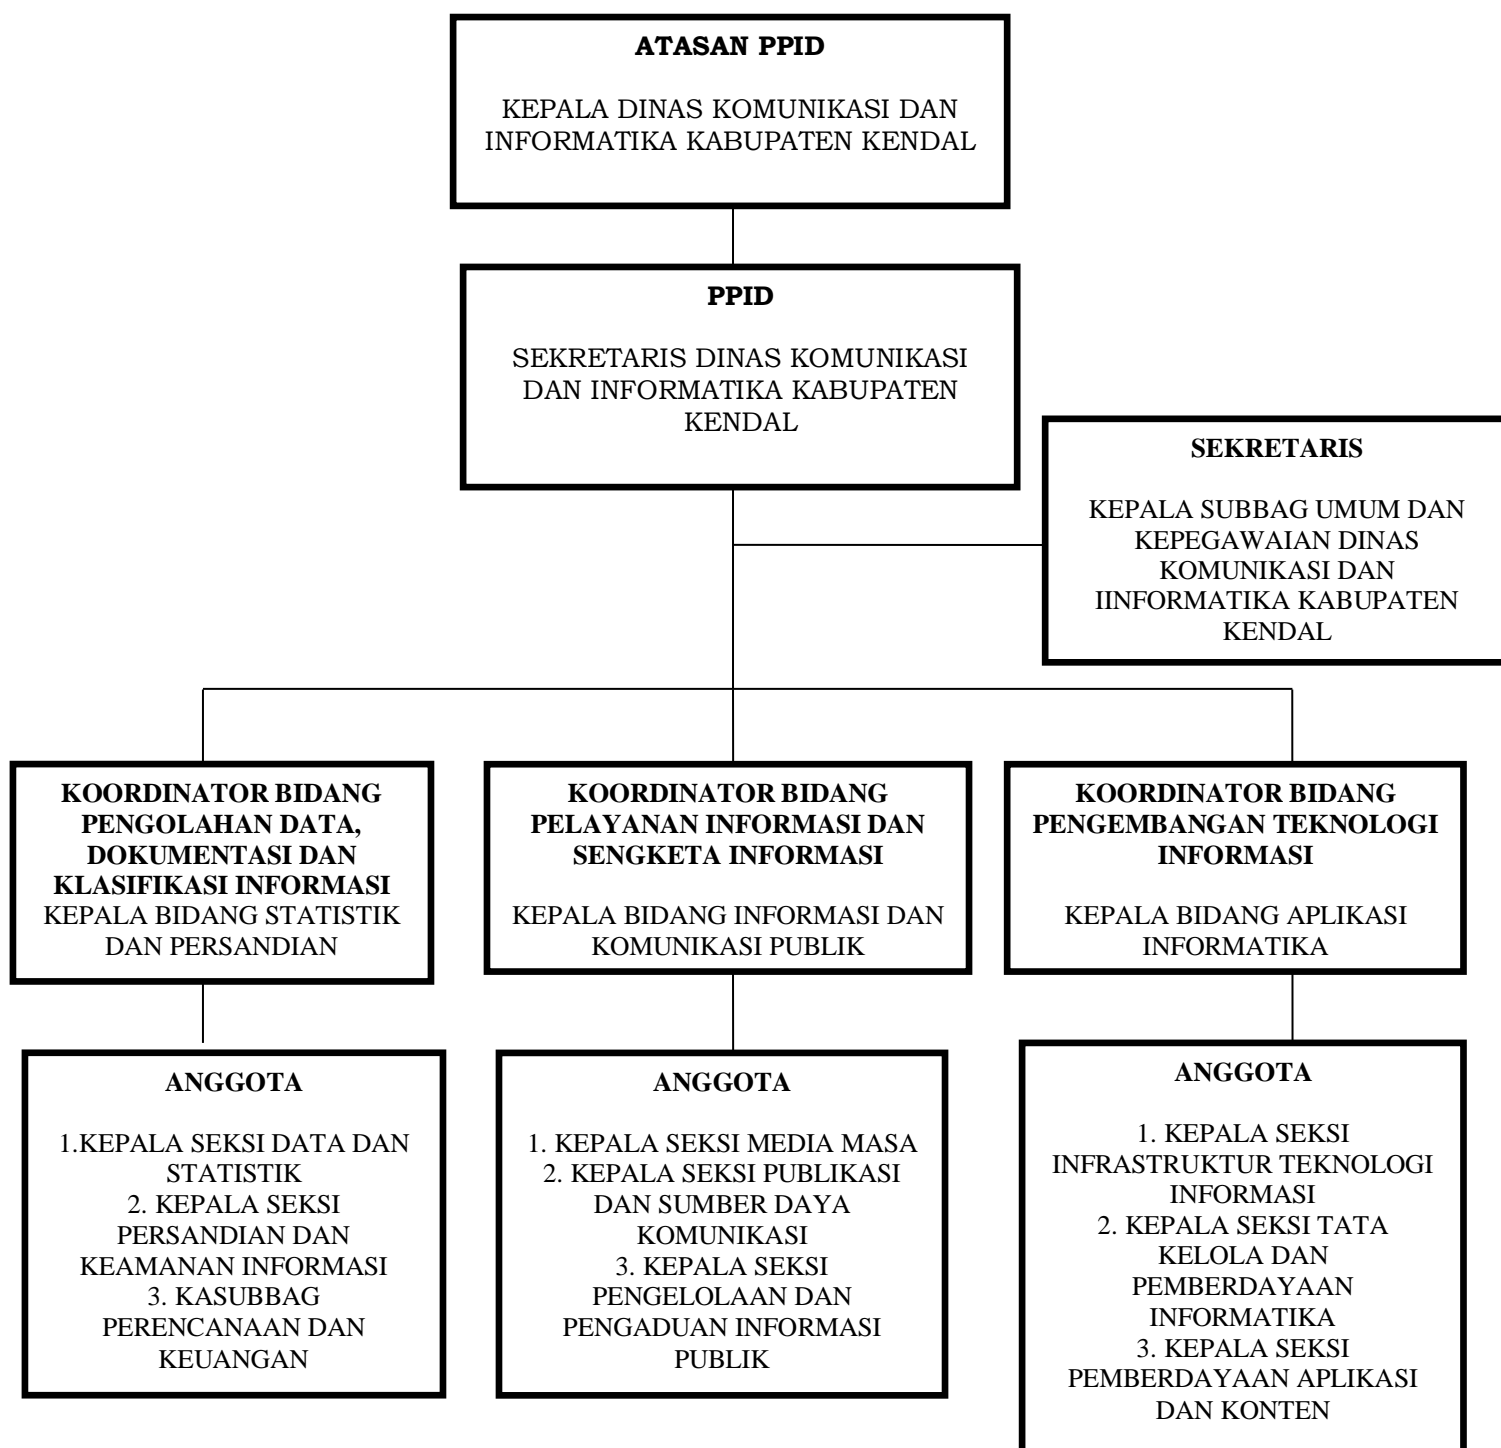 ATASAN PPID
KEPALA DINAS KOMUNIKASI DAN
INFORMATIKA KABUPATEN KENDAL
PPID
SEKRETARIS DINAS KOMUNIKASI
DAN INFORMATIKA KABUPATEN
KENDAL
SEKRETARIS
KEPALA SUBBAG UMUM DAN
KEPEGAWAIAN DINAS
KOMUNIKASI DAN
IINFORMATIKA KABUPATEN
KENDAL
KOORDINATOR BIDANG
PENGOLAHAN DATA,
DOKUMENTASI DAN
KLASIFIKASI INFORMASI
KEPALA BIDANG STATISTIK
DAN PERSANDIAN
KOORDINATOR BIDANG
PELAYANAN INFORMASI DAN
SENGKETA INFORMASI
KEPALA BIDANG INFORMASI DAN
KOMUNIKASI PUBLIK
KOORDINATOR BIDANG
PENGEMBANGAN TEKNOLOGI
INFORMASI
KEPALA BIDANG APLIKASI
INFORMATIKA
ANGGOTA
1.KEPALA SEKSI DATA DAN
STATISTIK
2. KEPALA SEKSI
PERSANDIAN DAN
KEAMANAN INFORMASI
3. KASUBBAG
PERENCANAAN DAN
KEUANGAN
ANGGOTA
1. KEPALA SEKSI MEDIA MASA
2. KEPALA SEKSI PUBLIKASI
DAN SUMBER DAYA
KOMUNIKASI
3. KEPALA SEKSI
PENGELOLAAN DAN
PENGADUAN INFORMASI
PUBLIK
ANGGOTA
1. KEPALA SEKSI
INFRASTRUKTUR TEKNOLOGI
INFORMASI
2. KEPALA SEKSI TATA
KELOLA DAN
PEMBERDAYAAN
INFORMATIKA
3. KEPALA SEKSI
PEMBERDAYAAN APLIKASI
DAN KONTEN